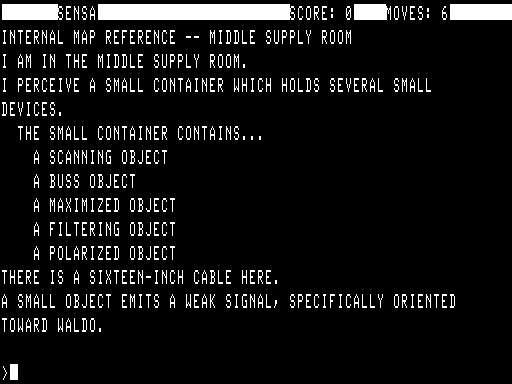 SENSA SCORE: 0 MOVES: 6
INTERNAL MAP REFERENCE -- MIDDLE SUPPLY ROOM
I AM IN THE MIDDLE SUPPLY ROOM.
I PERCEIVE A SMALL CONTAINER WHICH HOLDS SEVERAL SMALL
DEVICES.
THE SMALL CONTAINER CONTAINS...
A SCANNING OBJECT
A BUSS OBJECT
A MAXIMIZED OBJECT
A FILTERING OBJECT
A POLARIZED OBJECT
THERE IS A SIXTEEN-INCH CABLE HERE.
A SMALL OBJECT EMITS A WEAK SIGNAL, SPECIFICALLY ORIENTED
TOWARD WALDO.
>